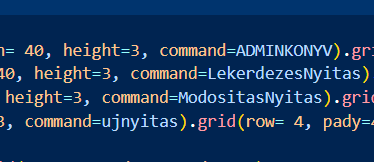 = 40, height=3, command=ADMINKONYV).grid
40, height=3, command=LekerdezesNyitas)
height=3, command=ModositasNyitas).grid
3, command=ujnyitas).grid(row= 4, pady=4